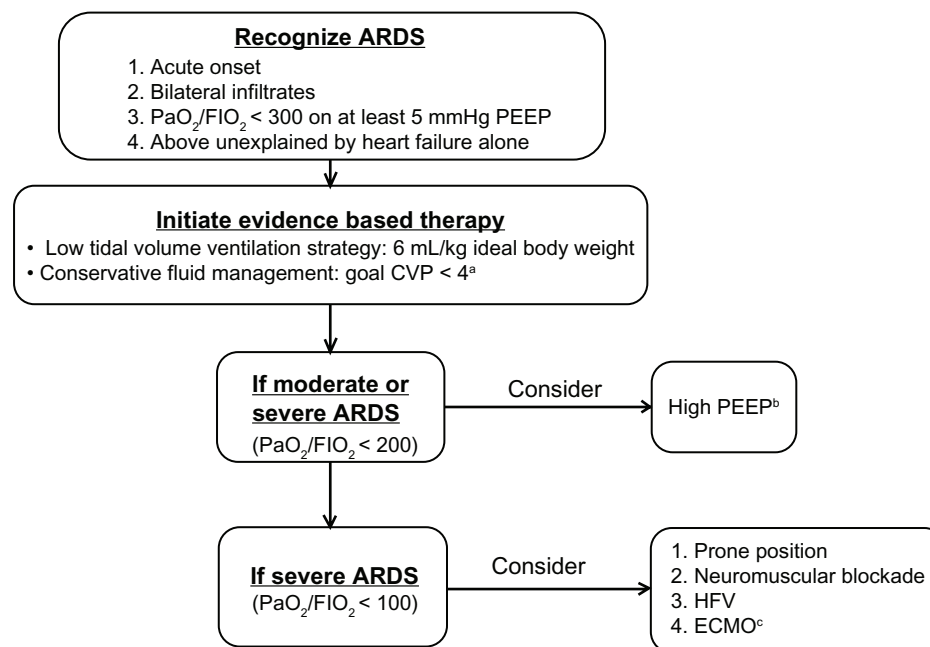 Recognize ARDS
1. Acute onset
2. Bilateral infiltrates
3. PaO₂/FIO₂ < 300 on at least 5 mmHg PEEP
4. Above unexplained by heart failure alone
Initiate evidence based therapy
• Low tidal volume ventilation strategy: 6 mL/kg ideal body weight
• Conservative fluid management: goal CVP < 4ᵃ
If moderate or
severe ARDS
(PaO₂/FIO₂ < 200)
Consider
High PEEPᵇ
If severe ARDS
(PaO₂/FIO₂ < 100)
Consider
1. Prone position
2. Neuromuscular blockade
3. HFV
4. ECMOᶜ